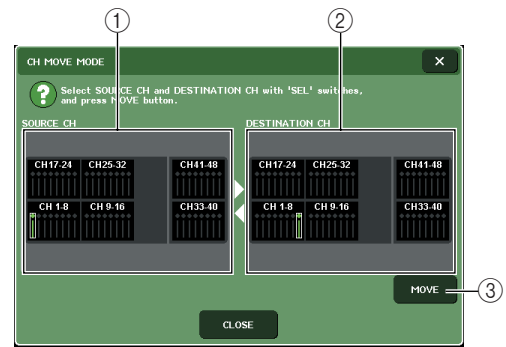 1 2
CH MOVE MODE
Select SOURCE CH and DESTINATION CH with 'SEL' switches,
and press MOVE button.
SOURCE CH DESTINATION CH
CH17-24 CH25-32 CH41-48 CH17-24 CH25-32 CH41-48
CH 1-8 CH 9-16 CH33-40 CH 1-8 CH 9-16 CH33-40
MOVE 3
CLOSE